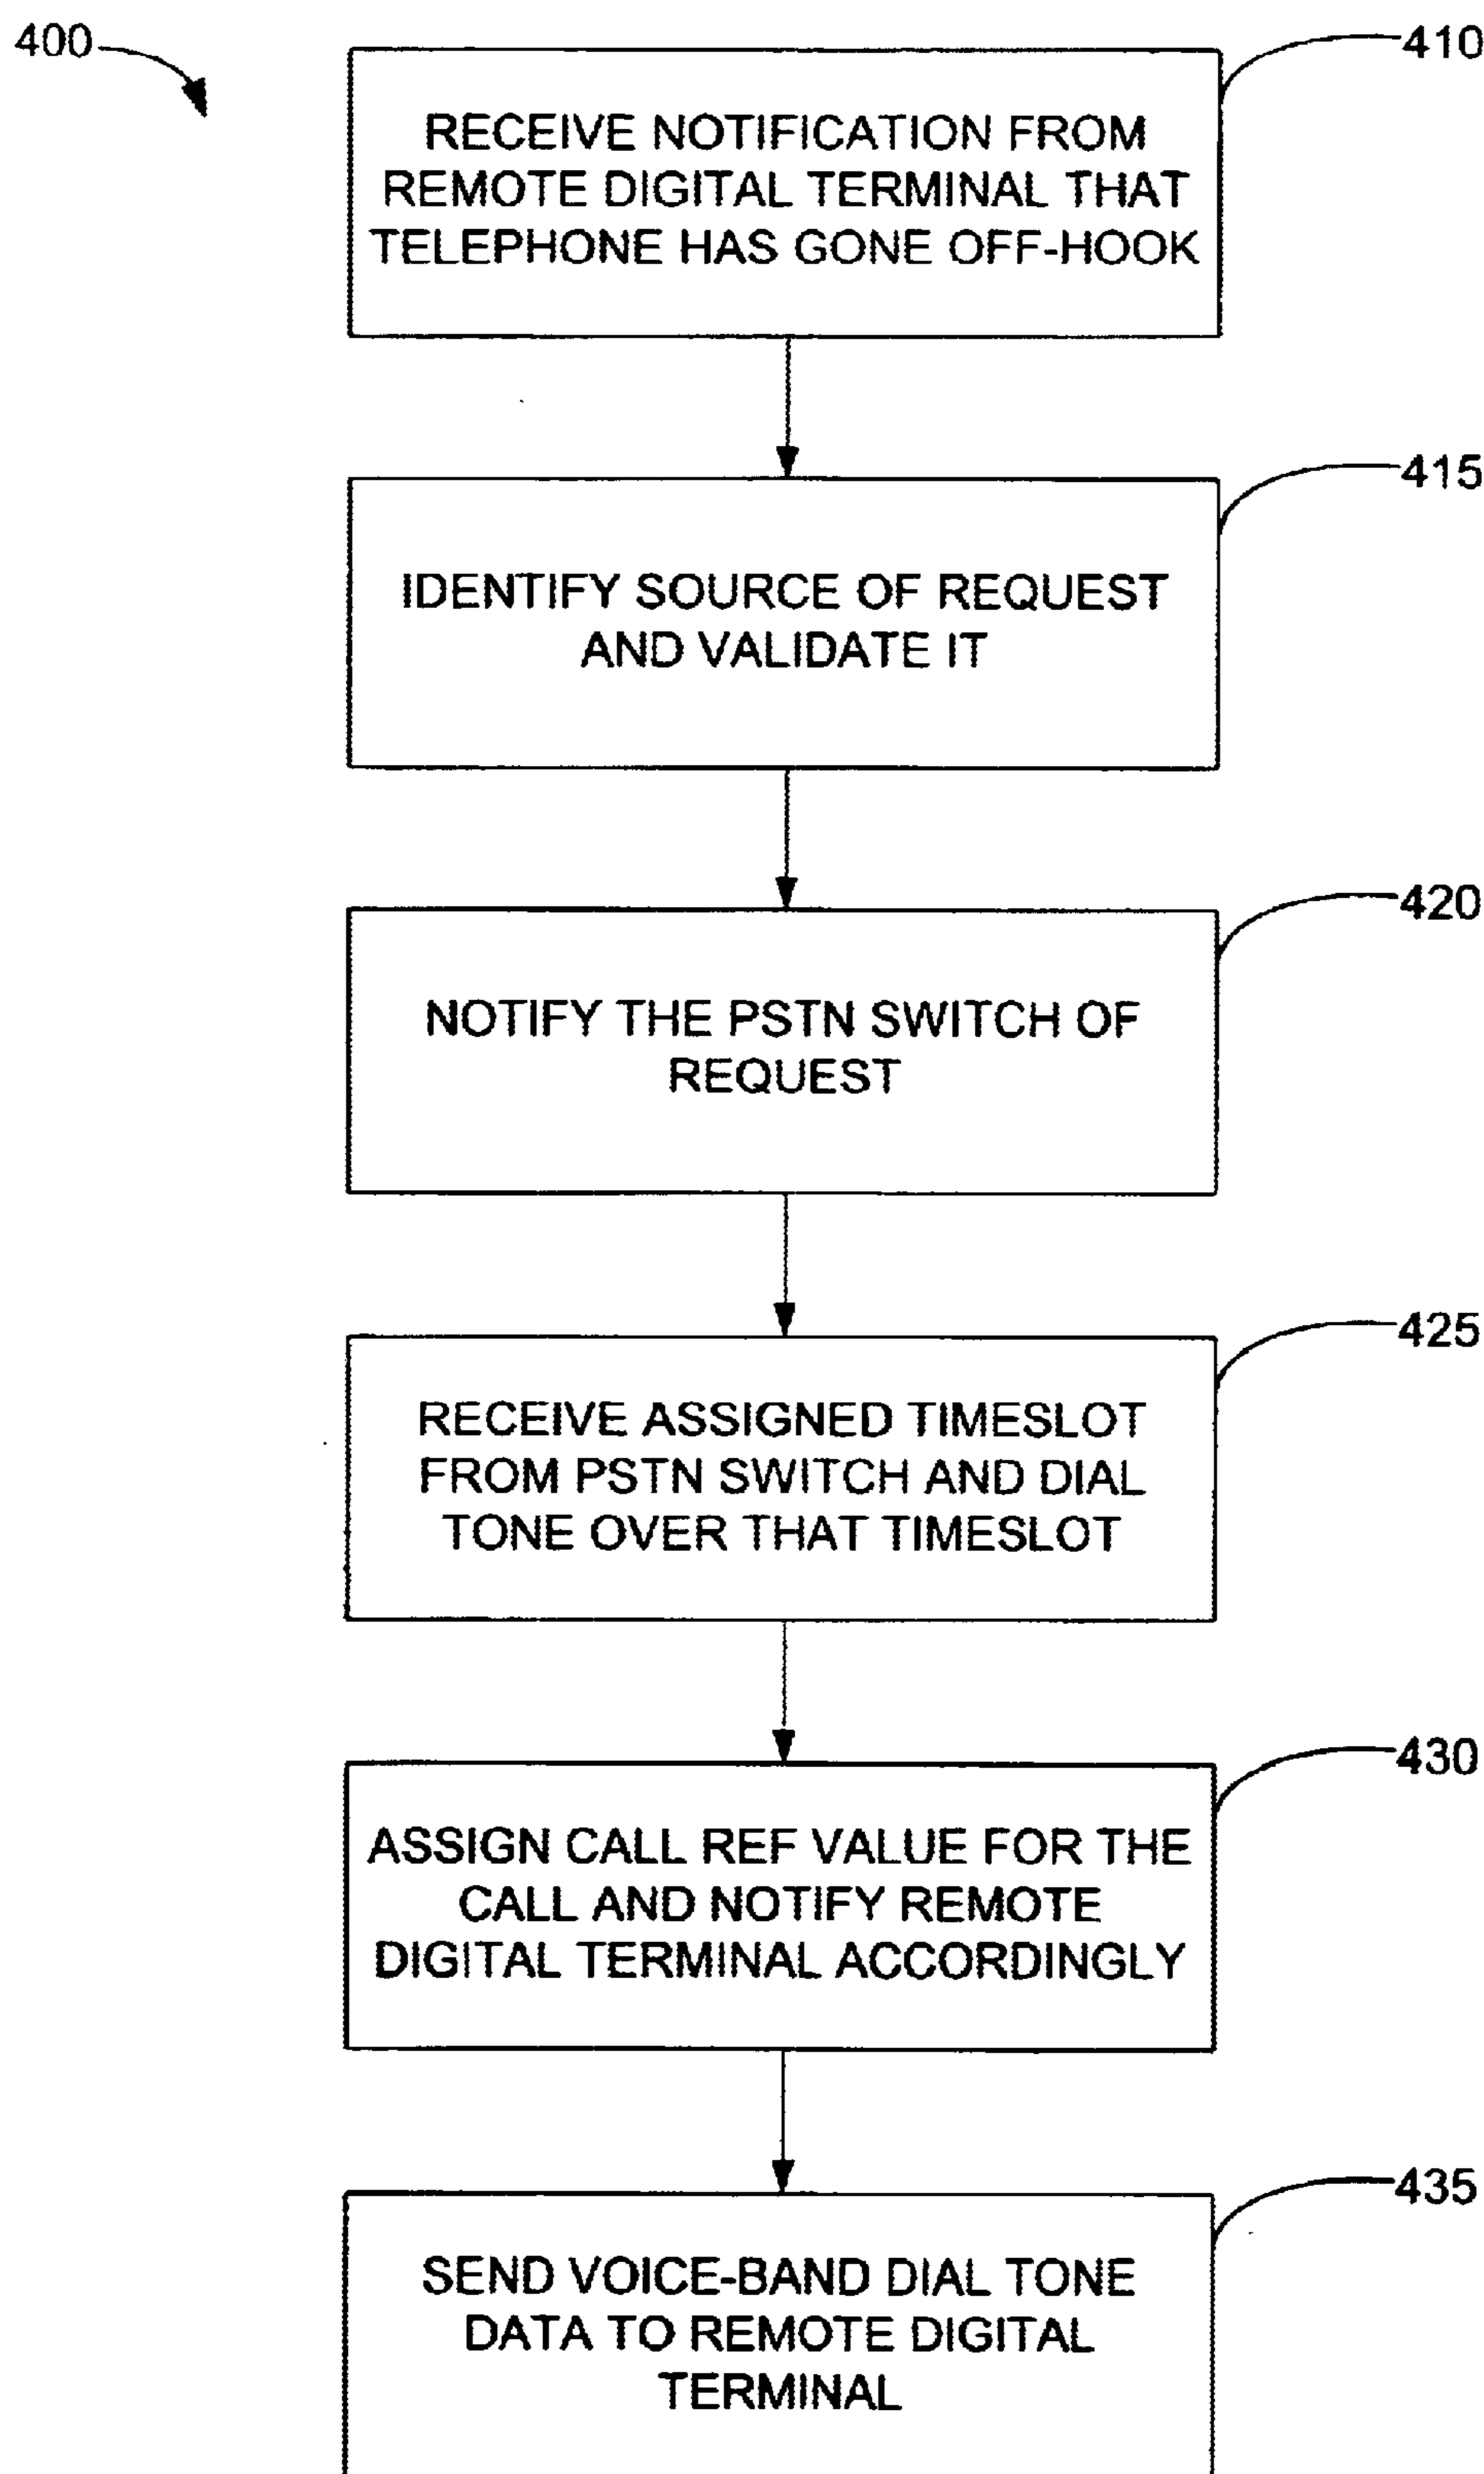 400
410
RECEIVE NOTIFICATION FROM
REMOTE DIGITAL TERMINAL THAT
TELEPHONE HAS GONE OFF-HOOK
415
IDENTIFY SOURCE OF REQUEST
AND VALIDATE IT
420
NOTIFY THE PSTN SWITCH OF
REQUEST
425
RECEIVE ASSIGNED TIMESLOT
FROM PSTN SWITCH AND DIAL
TONE OVER THAT TIMESLOT
430
ASSIGN CALL REF VALUE FOR THE
CALL AND NOTIFY REMOTE
DIGITAL TERMINAL ACCORDINGLY
435
SEND VOICE-BAND DIAL TONE
DATA TO REMOTE DIGITAL
TERMINAL